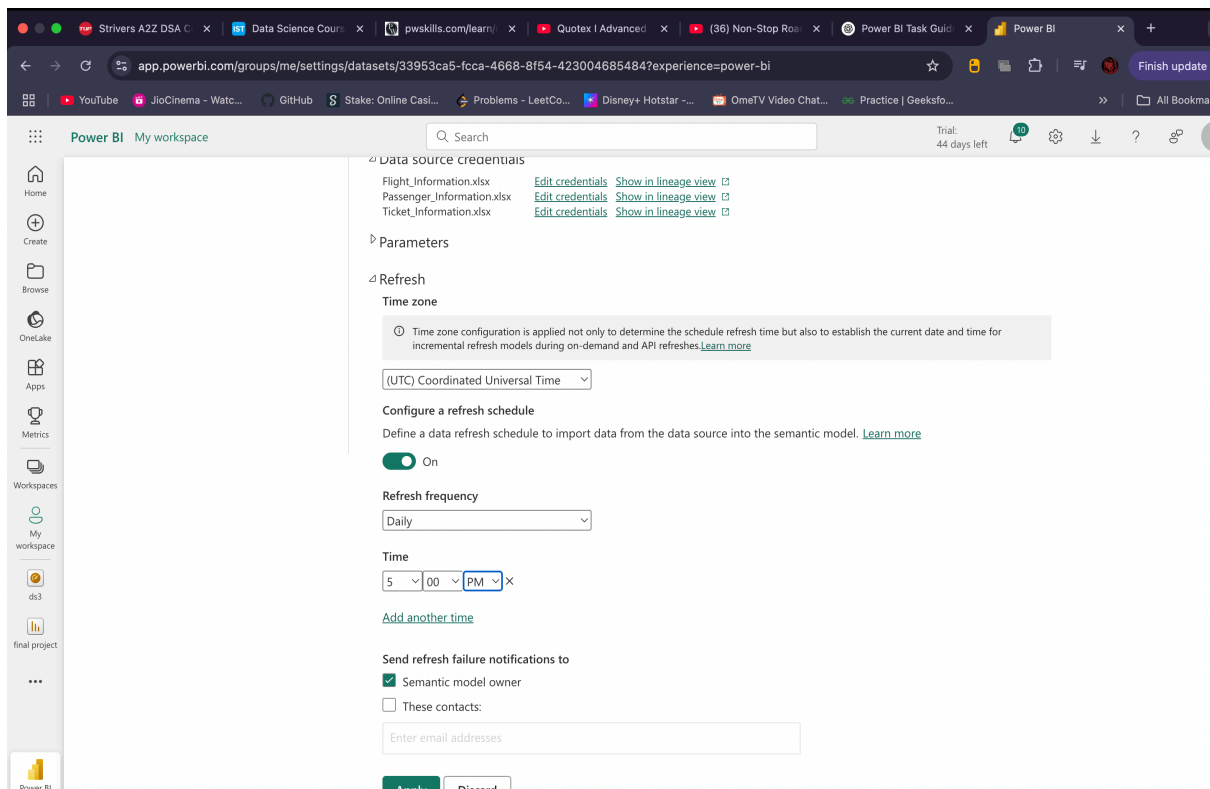 Strivers A2Z DSA C
Data Science Cours
pwskills.com/learn/
Quotex I Advanced
(36) Non-Stop Roa
Power BI Task Guid
Power BI
app.powerbi.com/groups/me/settings/datasets/33953ca5-fcca-4668-8f54-423004685484?experience=power-bi
Finish update
YouTube
JioCinema - Watc...
GitHub
Stake: Online Casi...
Problems - LeetCo...
Disney+ Hotstar -...
OmeTV Video Chat...
Practice | Geeksfo...
All Bookma
Power BI My workspace
Search
Trial:
44 days left
10
Home
Create
Browse
OneLake
Apps
Metrics
Workspaces
My
workspace
ds3
final project
Power BI
Data source credentials
Flight_Information.xlsx Edit credentials Show in lineage view
Passenger_Information.xlsx Edit credentials Show in lineage view
Ticket_Information.xlsx Edit credentials Show in lineage view
Parameters
Refresh
Time zone
Time zone configuration is applied not only to determine the schedule refresh time but also to establish the current date and time for
incremental refresh models during on-demand and API refreshes.Learn more
(UTC) Coordinated Universal Time
Configure a refresh schedule
Define a data refresh schedule to import data from the data source into the semantic model. Learn more
On
Refresh frequency
Daily
Time
5 00 PM
Add another time
Send refresh failure notifications to
Semantic model owner
These contacts:
Enter email addresses
Apply Discard